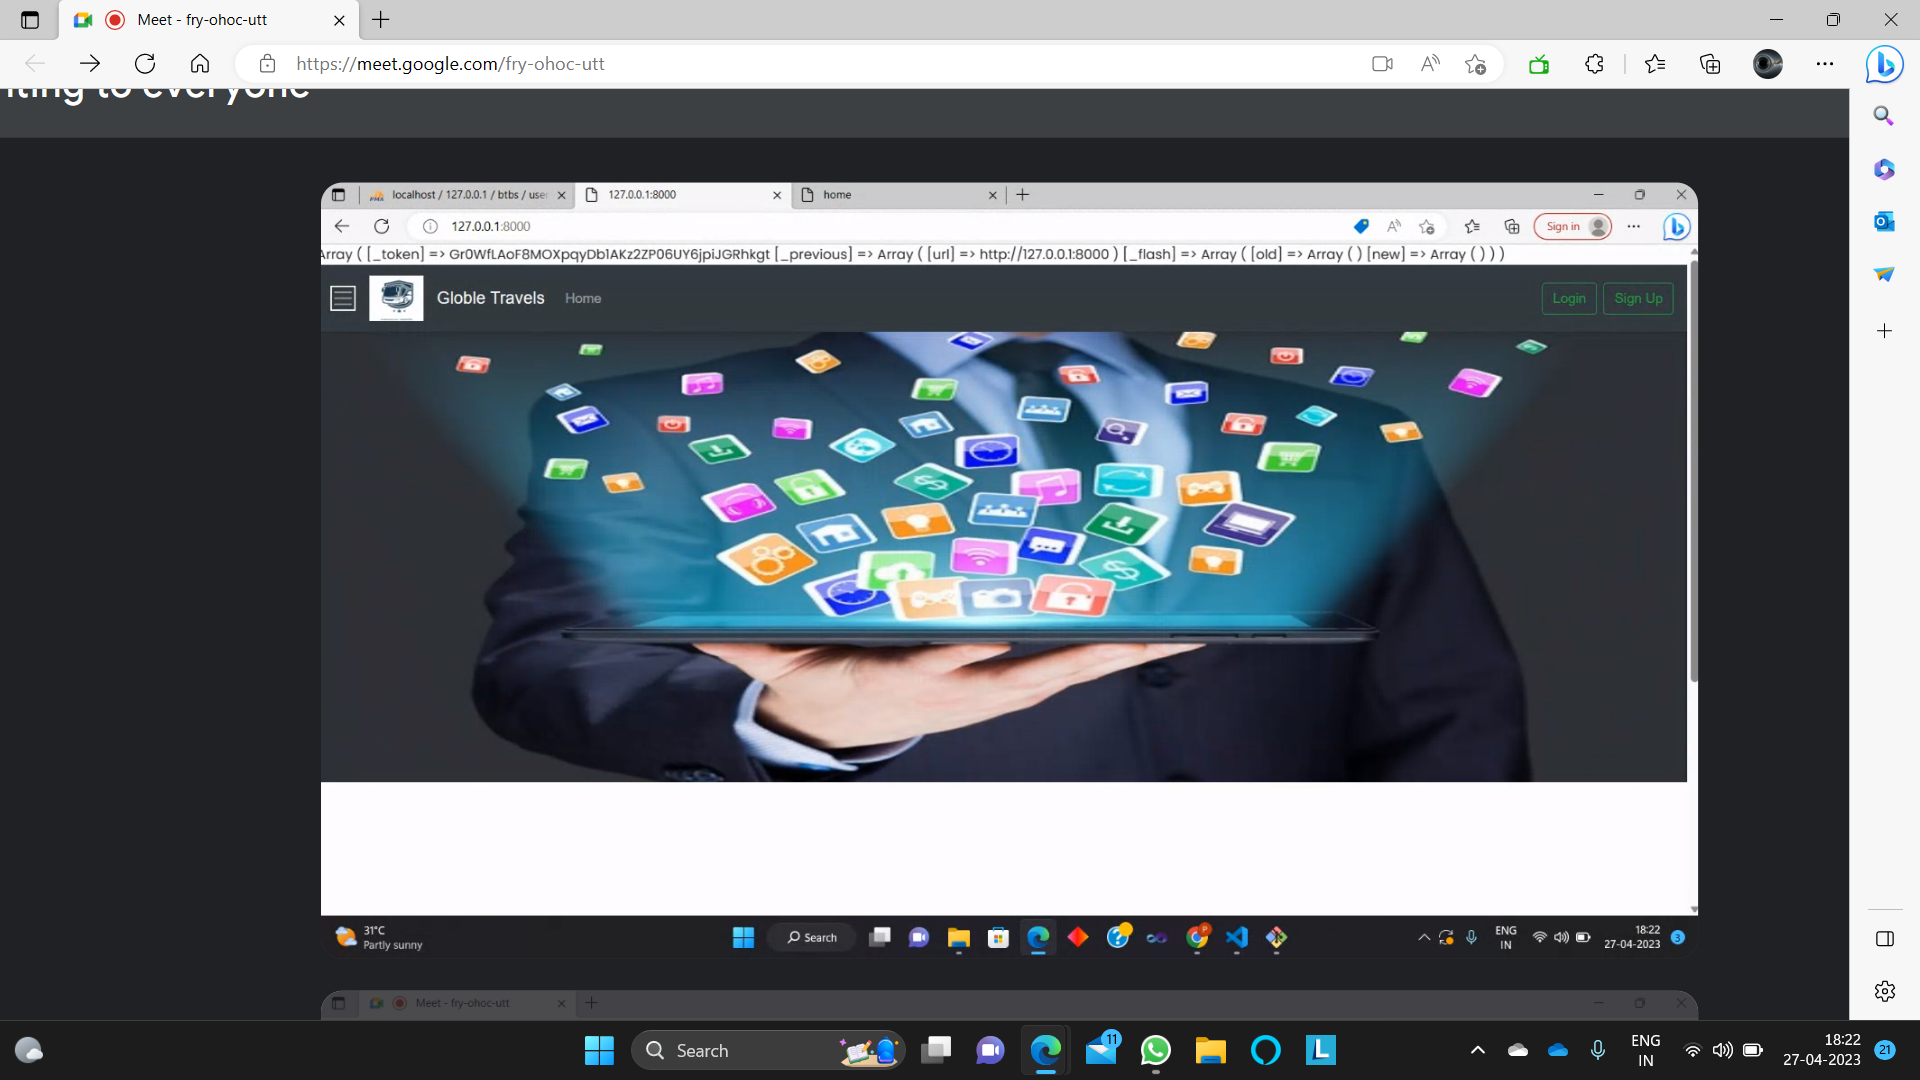 Meet - fry-ohoc-utt
https://meet.google.com/fry-ohoc-utt
to everyone
localhost / 127.0.0.1 / btbs / use
127.0.0.1:8000
home
127.0.0.1:8000
Sign in
Array ( [_token] => Gr0WfLAoF8MOXpqyDb1AKz2ZP06UY6jpiJGRhkgt [_previous] => Array ( [url] => http://127.0.0.1:8000 ) [_flash] => Array ( [old] => Array ( ) [new] => Array ( ) ) )
Globle Travels
Home
Login
Sign Up
31°C
Partly sunny
Search
ENG
IN
18:22
27-04-2023
3
Meet - fry-ohoc-utt
Search
11
L
ENG
IN
18:22
27-04-2023
21